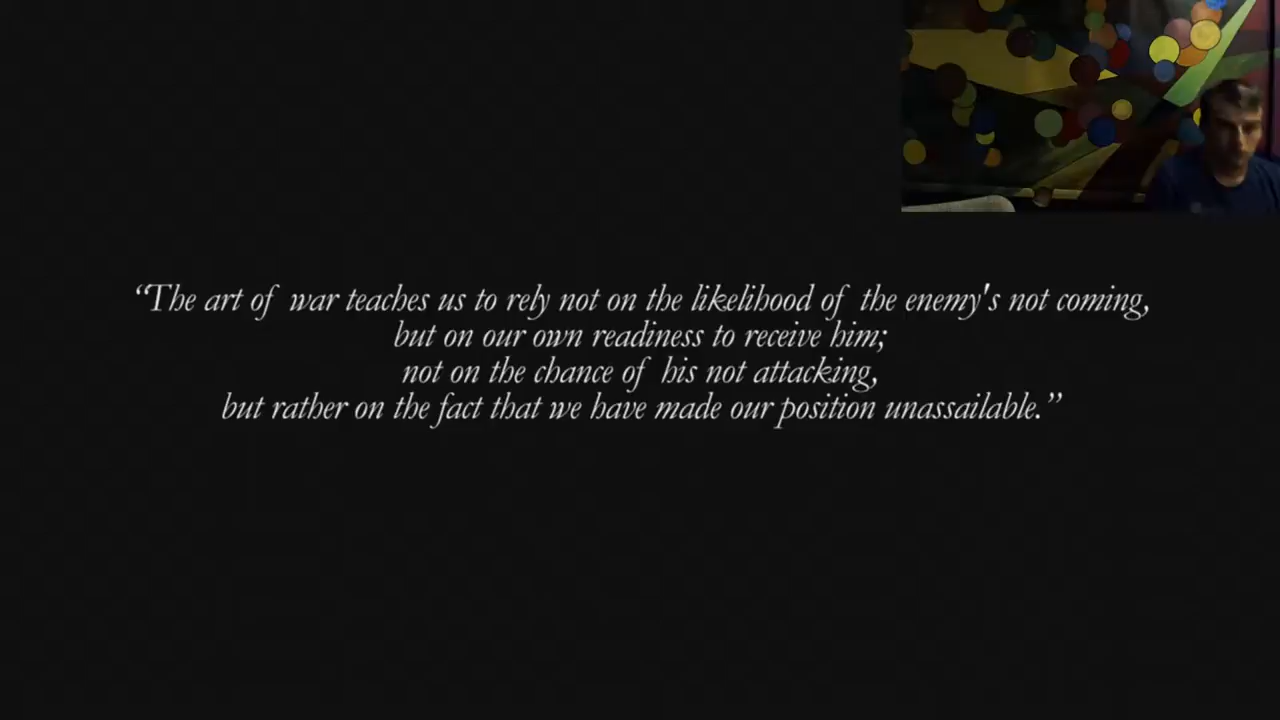 “The art of war teaches us to rely not on the likelihood of the enemy's not coming,
but on our own readiness to receive him;
not on the chance of his not attacking,
but rather on the fact that we have made our position unassailable.”